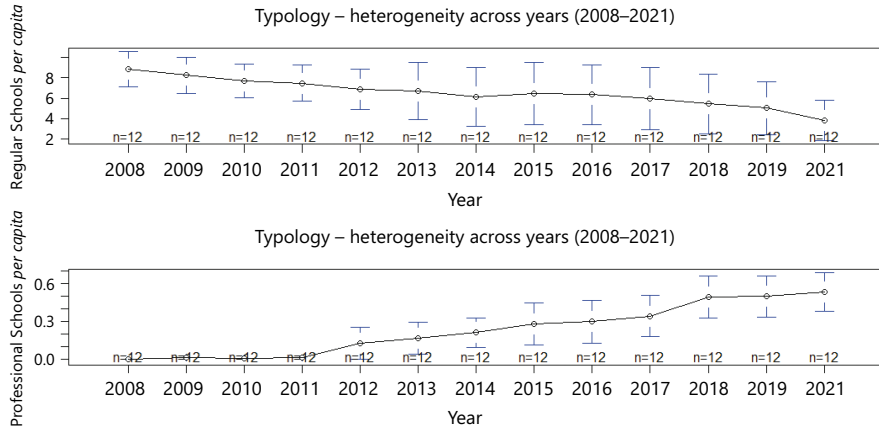 Typology – heterogeneity across years (2008–2021)
Regular Schools per capita
8
6
4
2
n=12 n=12 n=12 n=12 n=12 n=12 n=12 n=12 n=12 n=12 n=12 n=12 n=12
2008 2009 2010 2011 2012 2013 2014 2015 2016 2017 2018 2019 2021
Year
Typology – heterogeneity across years (2008–2021)
Professional Schools per capita
0.6
0.3
0.0
n=12 n=12 n=12 n=12 n=12 n=12 n=12 n=12 n=12 n=12 n=12 n=12 n=12
2008 2009 2010 2011 2012 2013 2014 2015 2016 2017 2018 2019 2021
Year